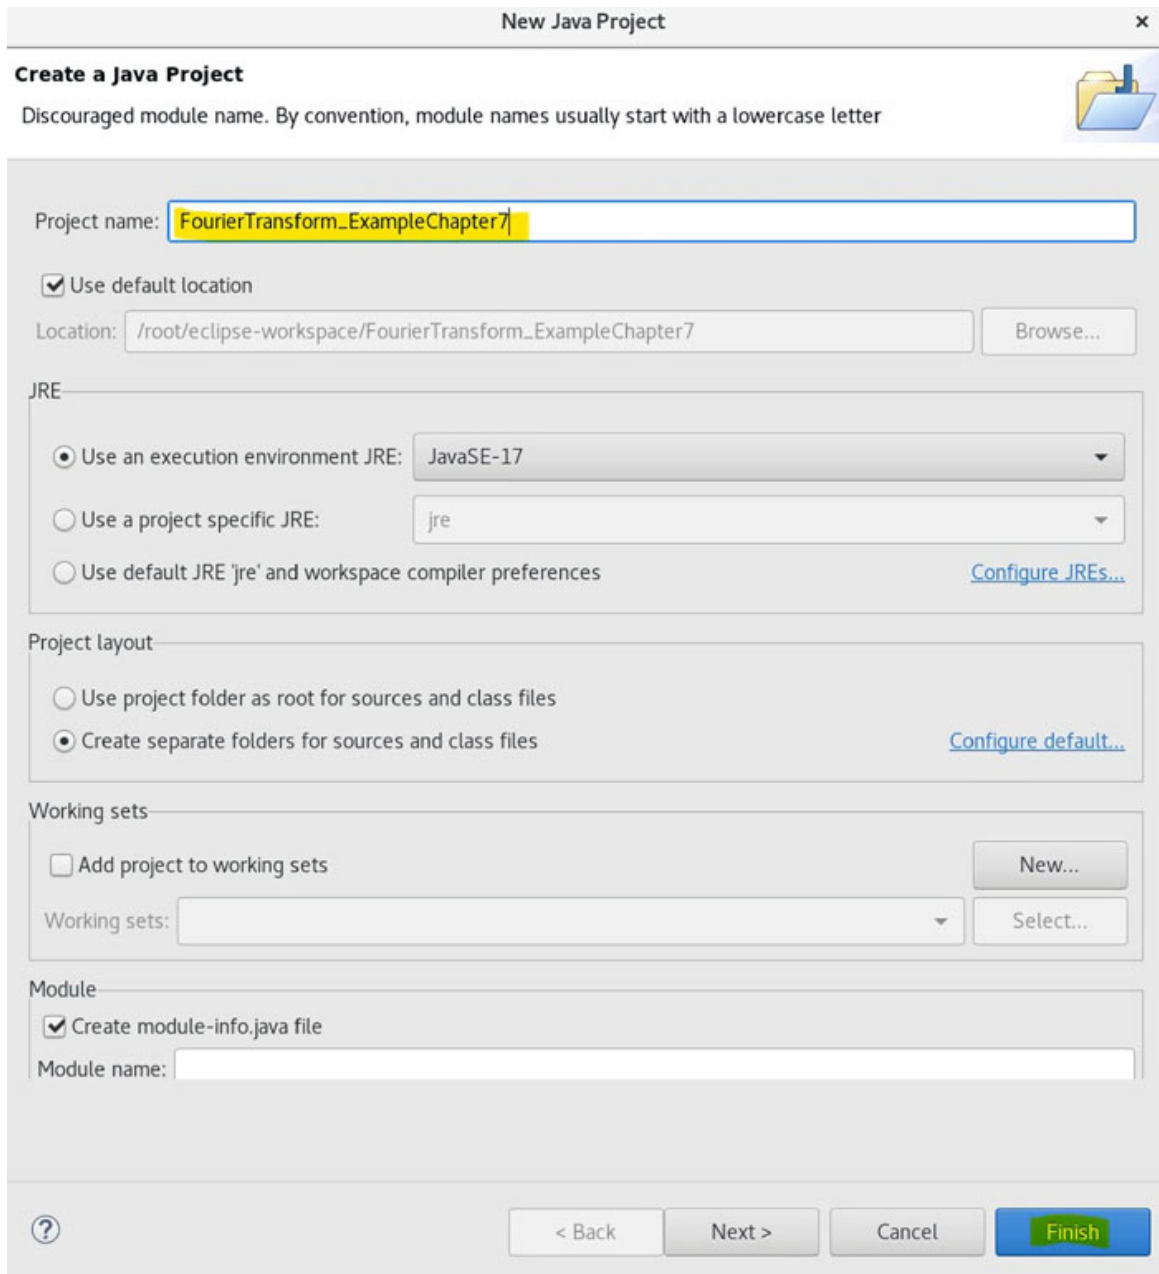 New Java Project ×
Create a Java Project
Discouraged module name. By convention, module names usually start with a lowercase letter
Project name: FourierTransform_ExampleChapter7
Use default location
Location: /root/eclipse-workspace/FourierTransform_ExampleChapter7 Browse...
JRE
Use an execution environment JRE: JavaSE-17
Use a project specific JRE: jre
Use default JRE 'jre' and workspace compiler preferences Configure JREs...
Project layout
Use project folder as root for sources and class files
Create separate folders for sources and class files Configure default...
Working sets
Add project to working sets New...
Working sets: Select...
Module
Create module-info.java file
Module name:
? < Back Next > Cancel Finish